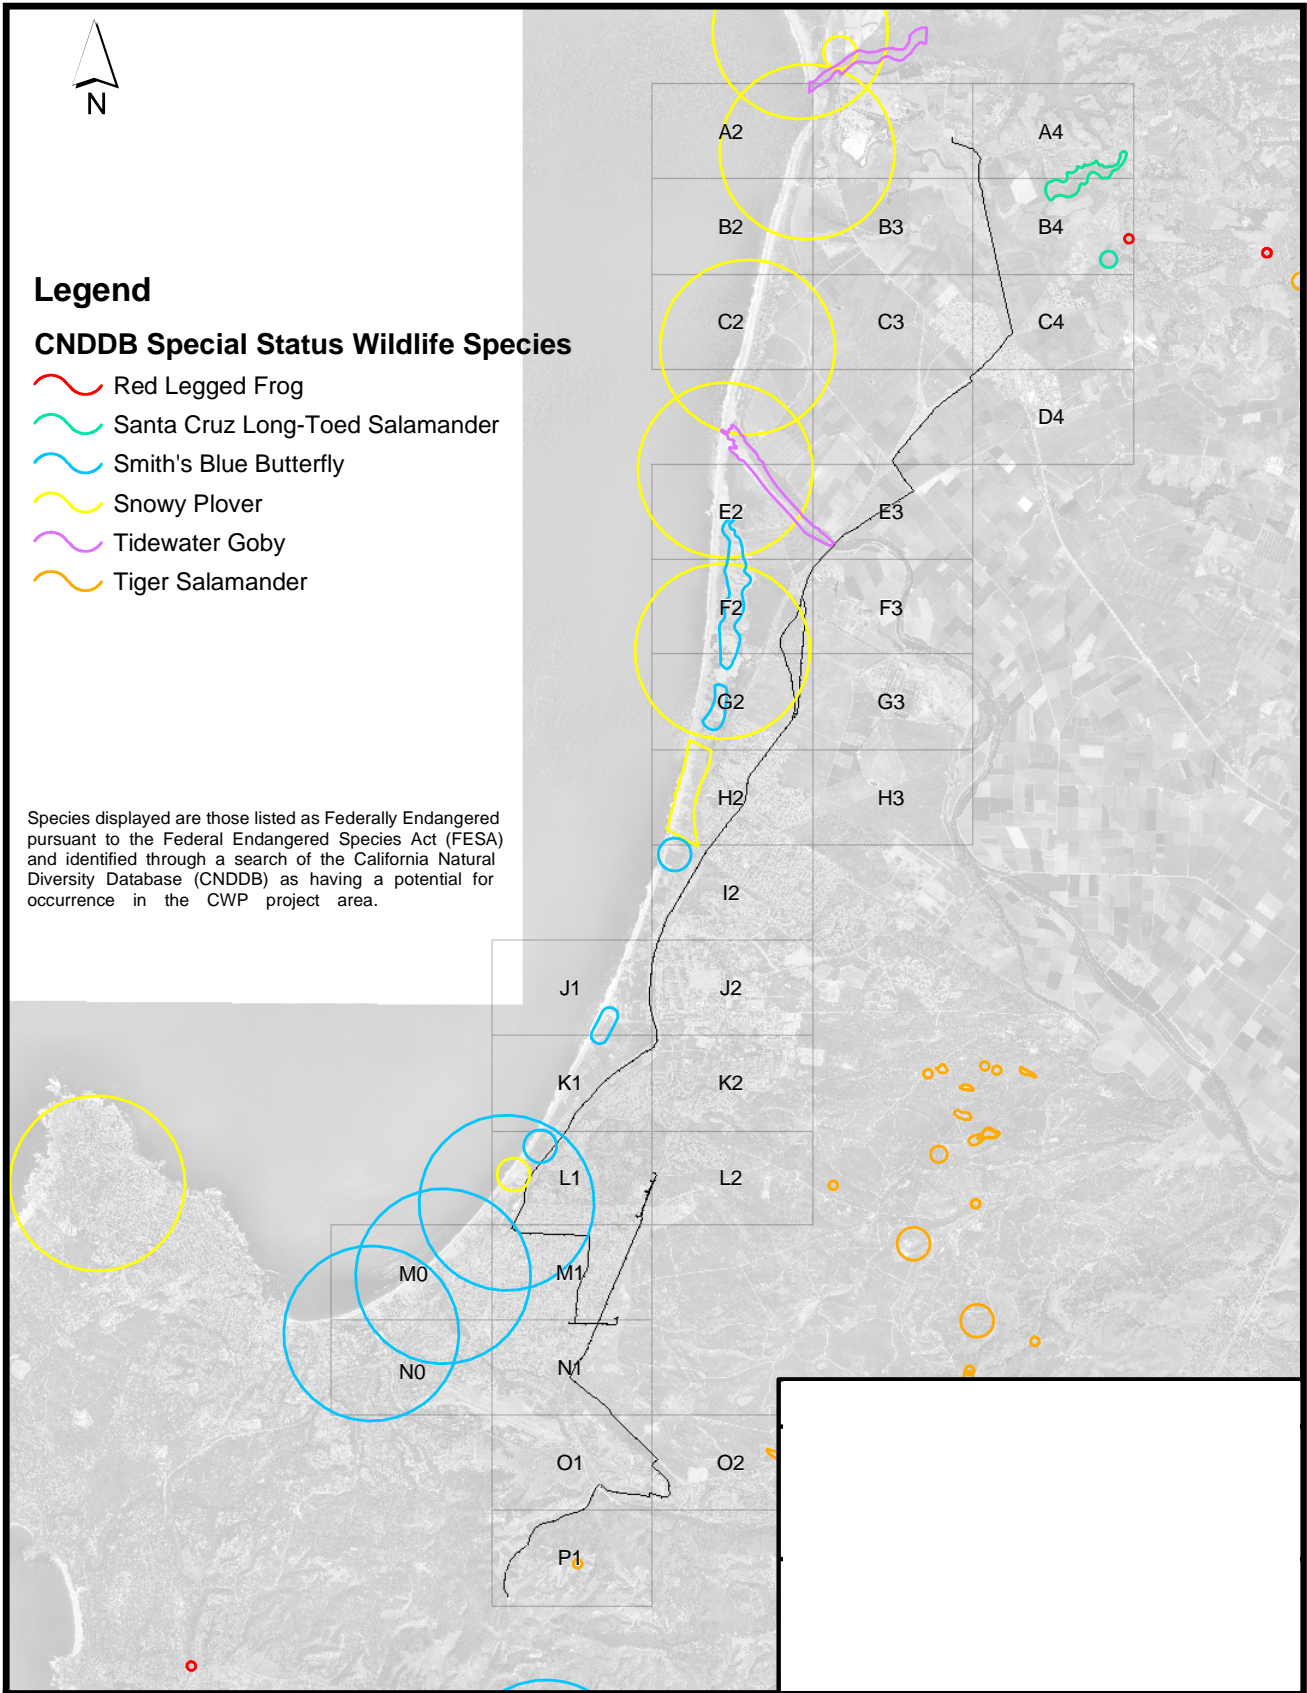 N
Legend
CNDDB Special Status Wildlife Species
Red Legged Frog
Santa Cruz Long-Toed Salamander
Smith's Blue Butterfly
Snowy Plover
Tidewater Goby
Tiger Salamander
Species displayed are those listed as Federally Endangered
pursuant to the Federal Endangered Species Act (FESA)
and identified through a search of the California Natural
Diversity Database (CNDDB) as having a potential for
occurrence in the CWP project area.
A2 A4
B2 B3 B4
C2 C3 C4
D4
E2 E3
F2 F3
G2 G3
H2 H3
I2
J1 J2
K1 K2
L1 L2
M0 M1
N0 N1
O1 O2
P1